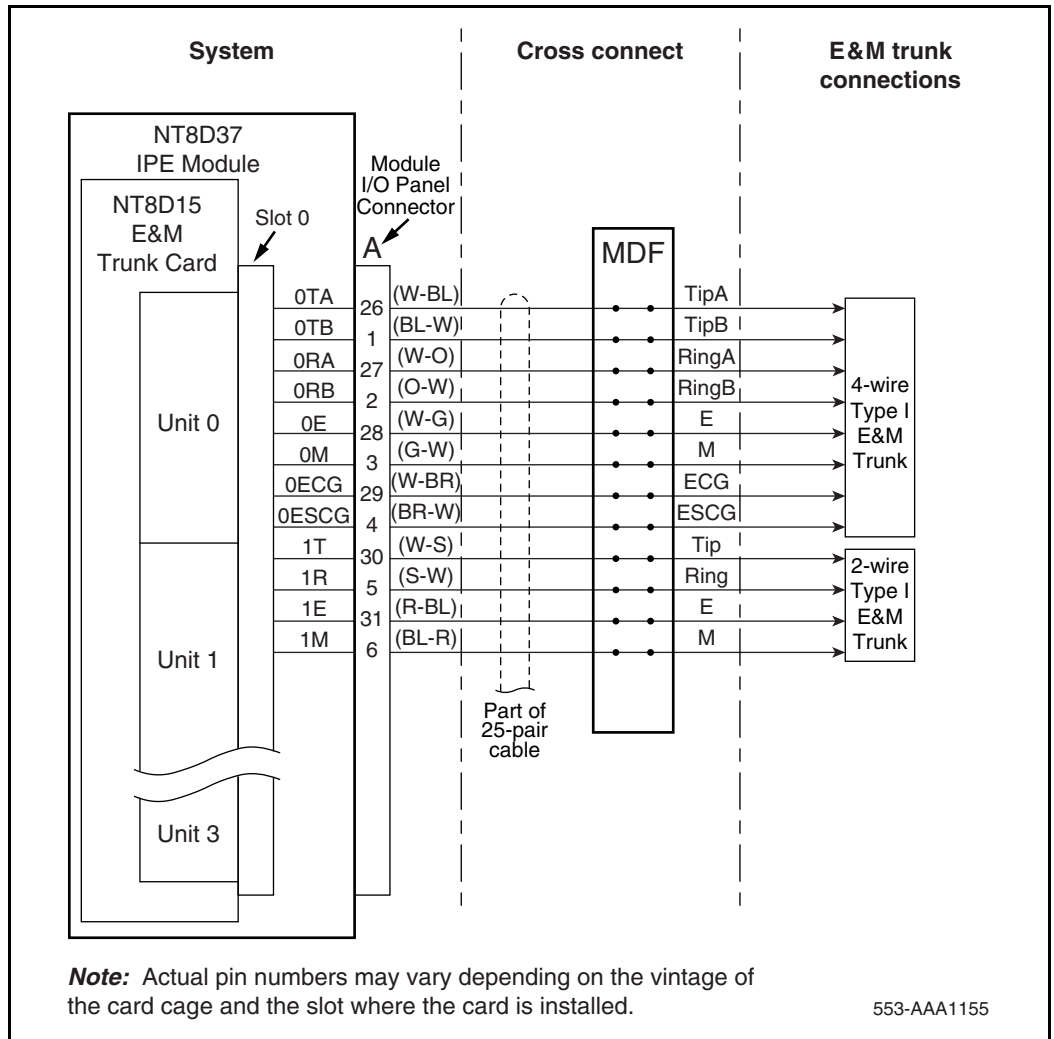 System
Cross connect
E&M trunk
connections
NT8D37
IPE Module
Module
I/O Panel
Connector
NT8D15
E&M
Trunk Card
Slot 0
A
MDF
0TA 26 (W-BL) TipA
0TB 1 (BL-W) TipB
0RA 27 (W-O) RingA
0RB 2 (O-W) RingB
0E 28 (W-G) E
0M 3 (G-W) M
0ECG 29 (W-BR) ECG
0ESCG 4 (BR-W) ESCG
1T 30 (W-S) Tip
1R 5 (S-W) Ring
1E 31 (R-BL) E
1M 6 (BL-R) M
Unit 0
4-wire
Type I
E&M
Trunk
Unit 1
2-wire
Type I
E&M
Trunk
Part of
25-pair
cable
Unit 3
Note: Actual pin numbers may vary depending on the vintage of
the card cage and the slot where the card is installed.
553-AAA1155